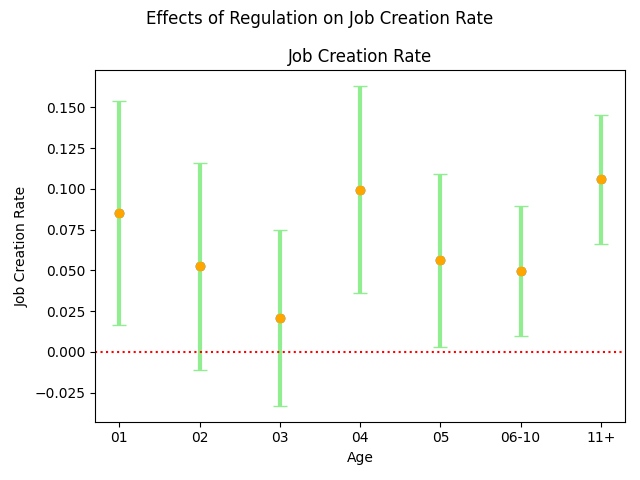 Effects of Regulation on Job Creation Rate
Job Creation Rate
Job Creation Rate
0.150
0.125
0.100
0.075
0.050
0.025
0.000
−0.025
01 02 03 04 05 06-10 11+
Age